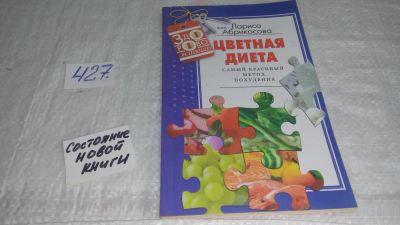 427.
Состояние
новой
книги
Лариса
Абрикосова
ЦВЕТНАЯ
ДИЕТА
САМЫЙ КРАСИВЫЙ
МЕТОД
ПОХУДЕНИЯ